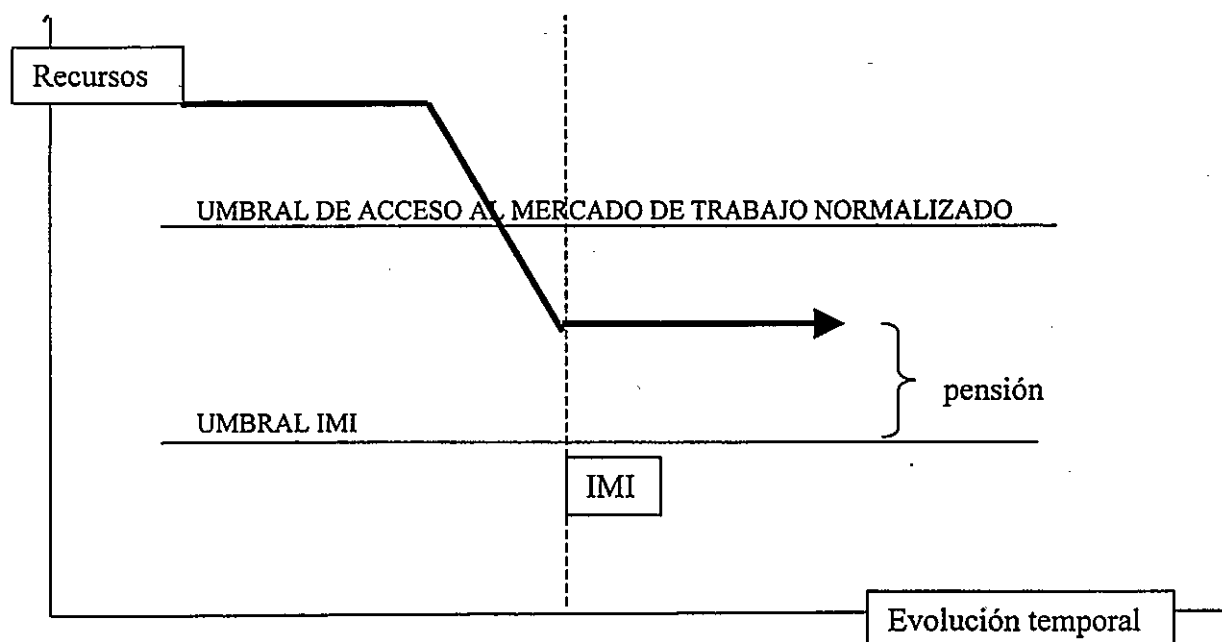 Recursos
UMBRAL DE ACCESO AL MERCADO DE TRABAJO NORMALIZADO
pensión
UMBRAL IMI
IMI
Evolución temporal